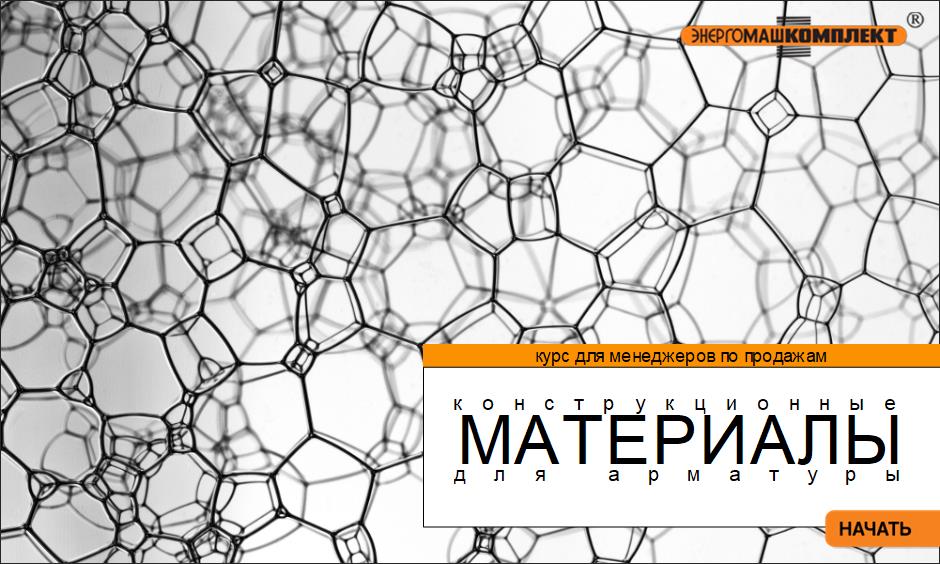 ЭНЕРГОМАШКОМПЛЕКТ ®
курс для менеджеров по продажам
конструкционные
МАТЕРИАЛЫ
для арматуры
НАЧАТЬ